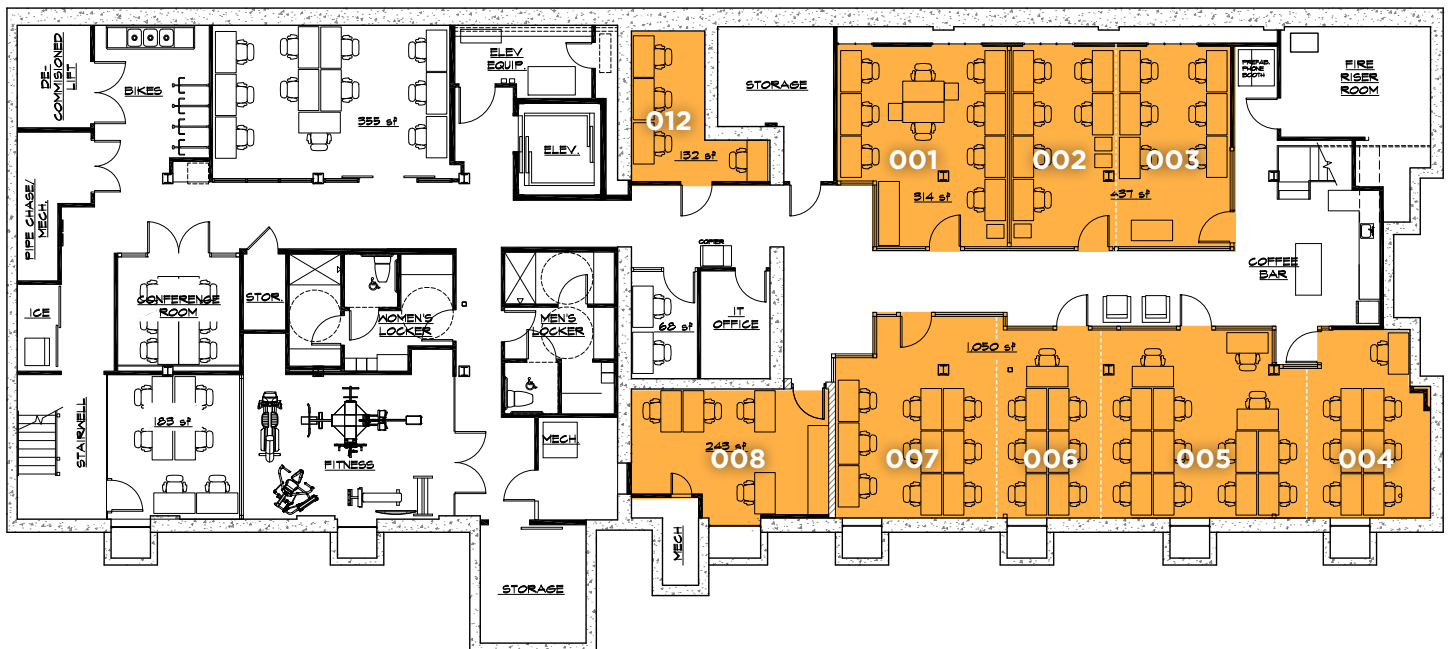 DE-
COMMISIONED
LIFT
BIKES
355 sf
ELEV
EQUIP.
ELEV.
012
132 sf
STORAGE
001
314 sf
002
003
437 sf
PREFAB.
PHONE
BOOTH
FIRE
RISER
ROOM
PIPE CHASE/
MECH.
ICE
CONFERENCE
ROOM
STOR.
WOMEN'S
LOCKER
MEN'S
LOCKER
COPIER
68 sf
IT
OFFICE
COFFEE
BAR
STAIRWELL
183 sf
FITNESS
MECH.
STORAGE
243 sf
008
MECH
1,050 sf
007
006
005
004